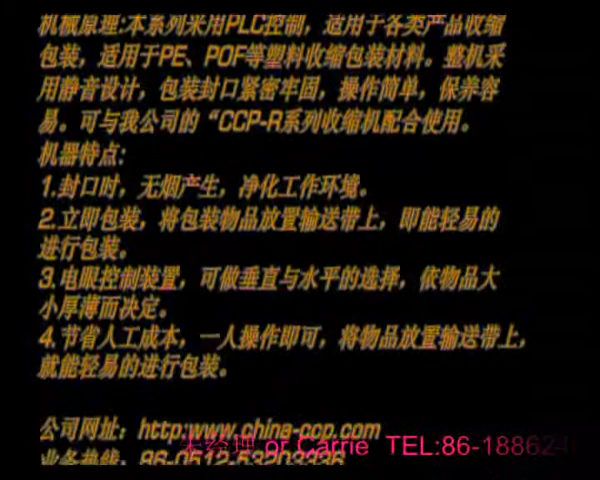 机械原理:本系列采用PLC控制，适用于各类产品收缩
包装，适用于PE、POF等塑料收缩包装材料。整机采
用静音设计，包装封口紧密牢固，操作简单，保养容
易。可与我公司的“CCP-R系列收缩机配合使用。
机器特点:
1.封口时，无烟产生，净化工作环境。
2.立即包装，将包装物品放置输送带上，即能轻易的
进行包装。
3.电眼控制装置，可做垂直与水平的选择，依物品大
小厚薄而决定。
4.节省人工成本，一人操作即可，将物品放置输送带上，
就能轻易的进行包装。
公司网址：http:www.china-ccp.com
经理 or Carrie TEL:86-188624
业务热线：86-0512-53203336